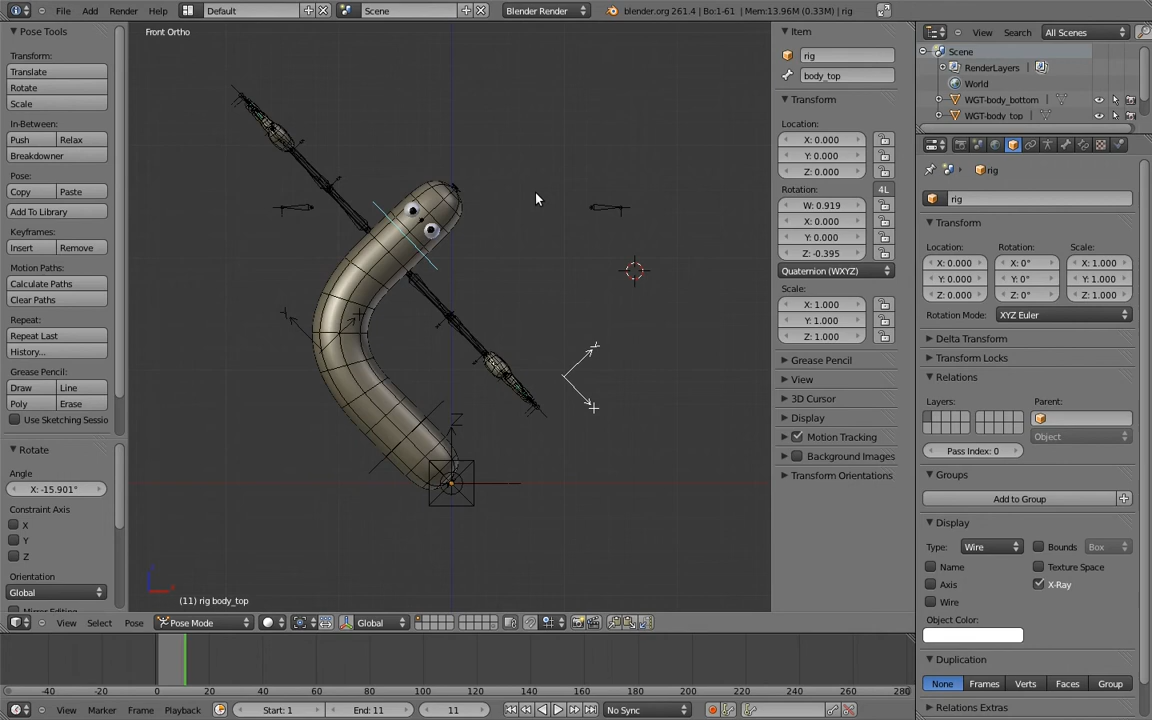 File Add Render Help Default Scene Blender Render blender.org 261.4 | Bo:1-61 | Mem:13.96M (0.33M) | rig
Pose Tools
Transform:
Translate
Rotate
Scale
In-Between:
Push Relax
Breakdowner
Pose:
Copy Paste
Add To Library
Keyframes:
Insert Remove
Motion Paths:
Calculate Paths
Clear Paths
Repeat:
Repeat Last
History...
Grease Pencil:
Draw Line
Poly Erase
Use Sketching Sessio
Rotate
Angle
X: -15.901°
Constraint Axis
X
Y
Z
Orientation
Global
Front Ortho
Z
(11) rig body_top
Item
rig
body_top
Transform
Location:
X: 0.000
Y: 0.000
Z: 0.000
Rotation: 4L
W: 0.919
X: 0.000
Y: 0.000
Z: -0.395
Quaternion (WXYZ)
Scale:
X: 1.000
Y: 1.000
Z: 1.000
Grease Pencil
View
3D Cursor
Display
Motion Tracking
Background Images
Transform Orientations
View Search All Scenes
Scene
RenderLayers
World
WGT-body_bottom
WGT-body_top
rig
rig
Transform
Location: Rotation: Scale:
X: 0.000 X: 0° X: 1.000
Y: 0.000 Y: 0° Y: 1.000
Z: 0.000 Z: 0° Z: 1.000
Rotation Mode: XYZ Euler
Delta Transform
Transform Locks
Relations
Layers: Parent:
Object
Pass Index: 0
Groups
Add to Group
Display
Type: Wire Bounds Box
Name Texture Space
Axis X-Ray
Wire
Object Color:
Duplication
None Frames Verts Faces Group
Relations Extras
View Select Pose Pose Mode Global
-40 -20 0 20 40 60 80 100 120 140 160 180 200 220 240 260 280
View Marker Frame Playback Start: 1 End: 11 11 No Sync